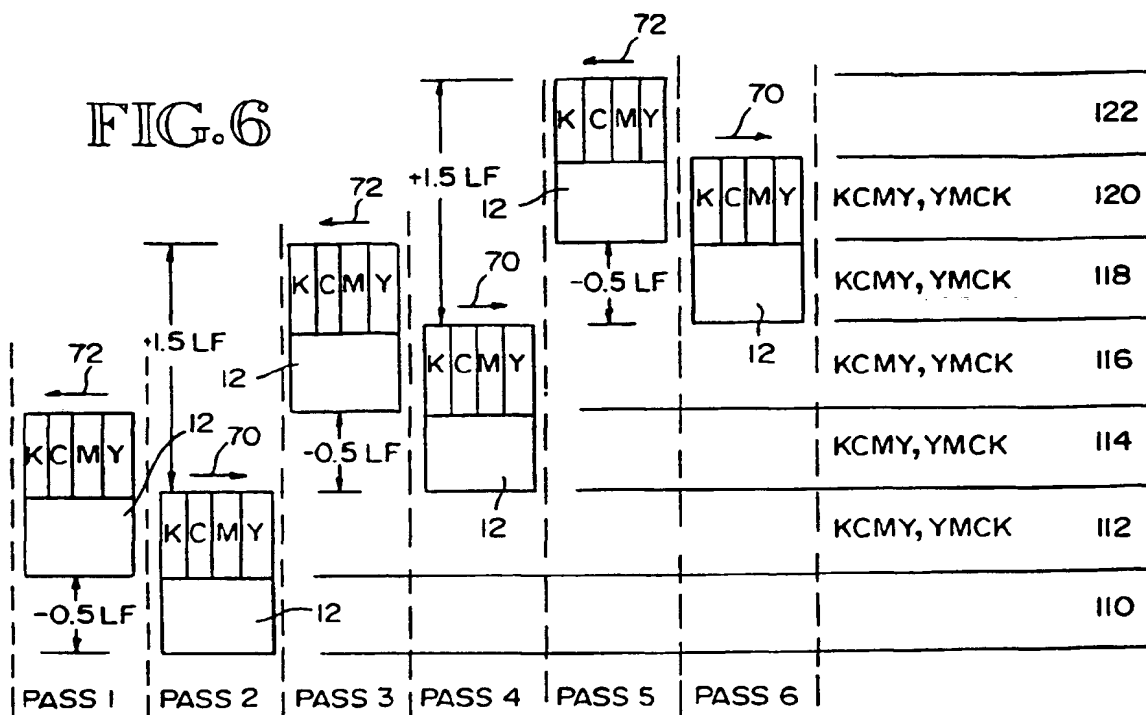 FIG.6
72
K C M Y
12
-0.5 LF
PASS 1
+1.5 LF
70
K C M Y
12
PASS 2
72
K C M Y
12
-0.5 LF
PASS 3
+1.5 LF
70
K C M Y
12
PASS 4
72
K C M Y
12
-0.5 LF
PASS 5
70
K C M Y
12
PASS 6
122
KCMY, YMCK 120
KCMY, YMCK 118
KCMY, YMCK 116
KCMY, YMCK 114
KCMY, YMCK 112
110